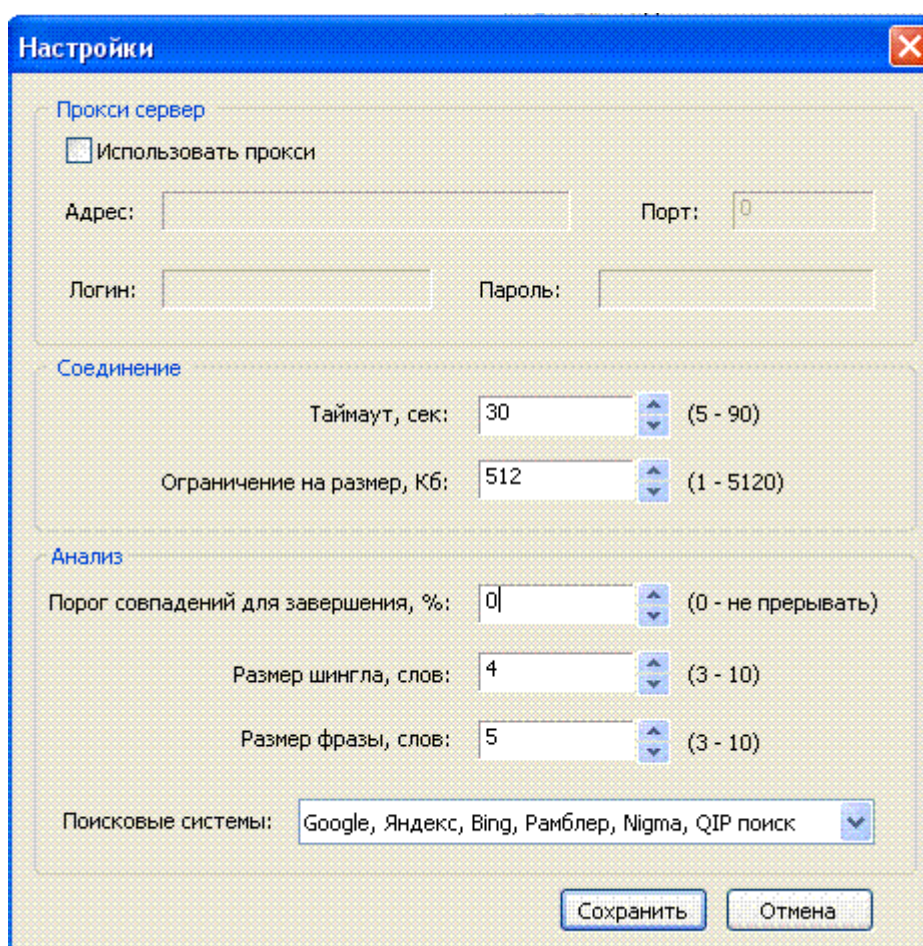 Настройки
Прокси сервер
Использовать прокси
Адрес: Порт: 0
Логин: Пароль:
Соединение
Таймаут, сек: 30 (5 - 90)
Ограничение на размер, Кб: 512 (1 - 5120)
Анализ
Порог совпадений для завершения, %: 0 (0 - не прерывать)
Размер шингла, слов: 4 (3 - 10)
Размер фразы, слов: 5 (3 - 10)
Поисковые системы: Google, Яндекс, Bing, Рамблер, Nigma, QIP поиск
Сохранить Отмена